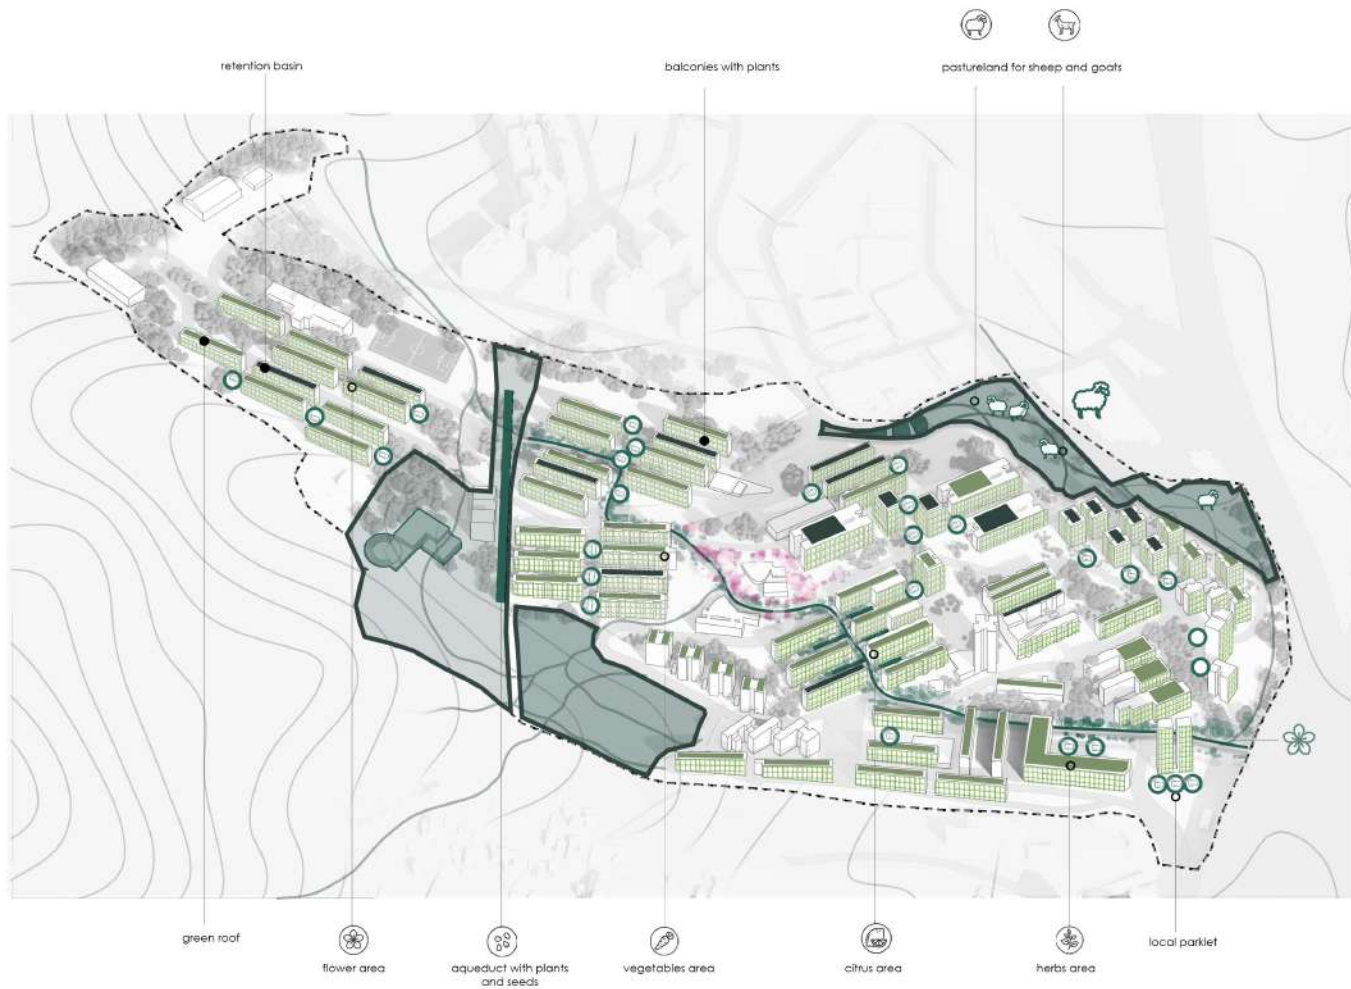 retention basin
balconies with plants
pastureland for sheep and goats
green roof
flower area
aqueduct with plants
and seeds
vegetables area
citrus area
herbs area
local parklet